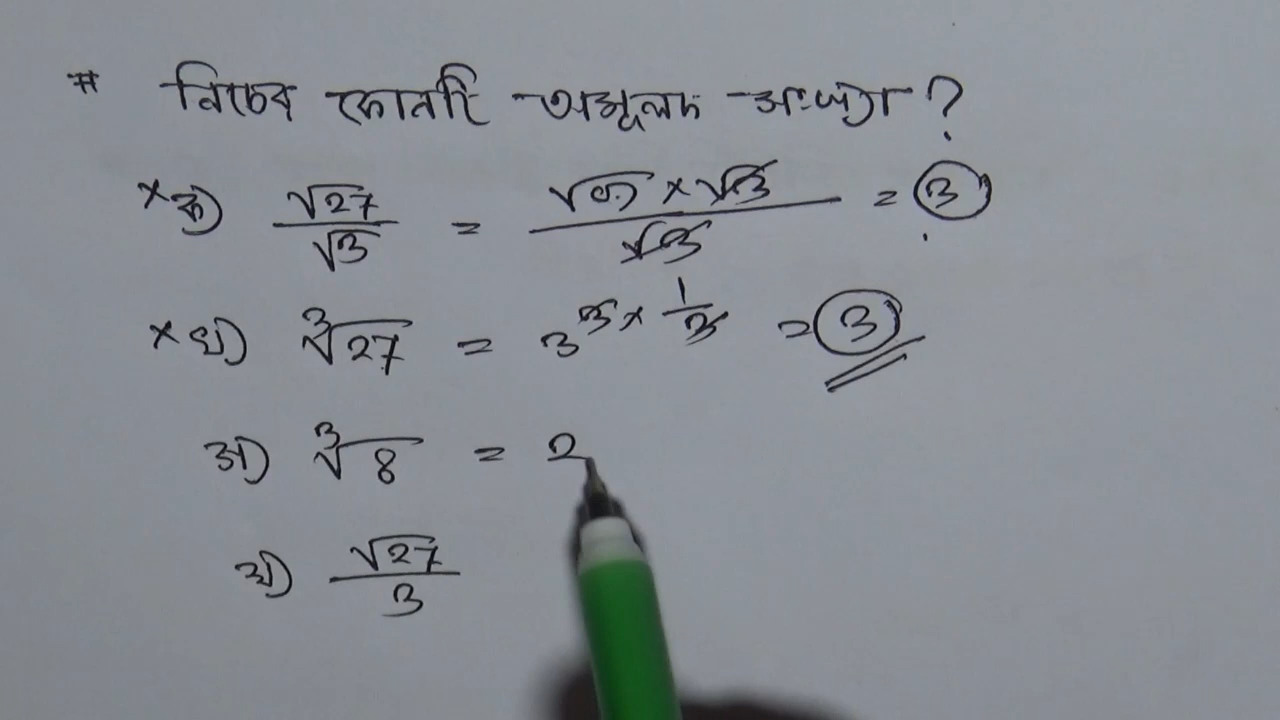 # নিচের কোনটি অমূলদ সংখ্যা ?
× ক) √27 / √3 = √9 × √3 / √3 = 3
× খ) ³√27 = 3^(3 × 1/3) = 3
গ) ³√8 = 2
ঘ) √27 / 3